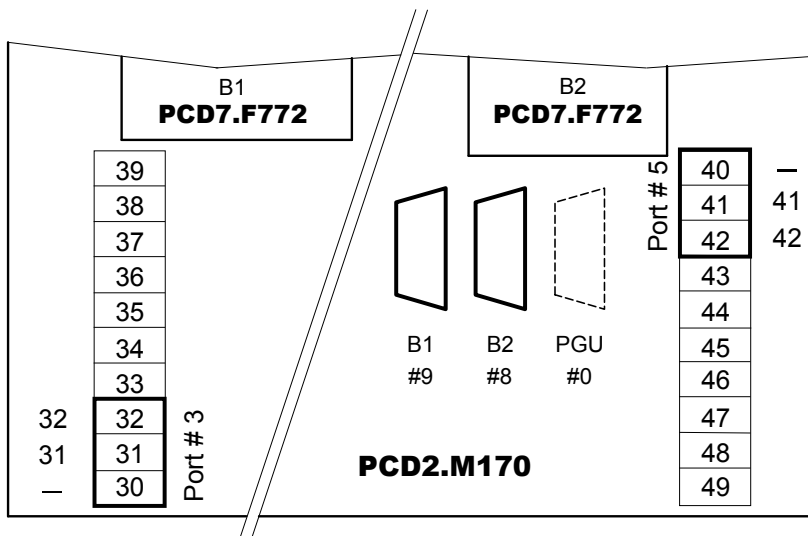 B1
PCD7.F772
B2
PCD7.F772
39
38
37
36
35
34
33
32 32
31 31
— 30
Port # 3
B1
#9
B2
#8
PGU
#0
PCD2.M170
Port # 5
40 —
41 41
42 42
43
44
45
46
47
48
49